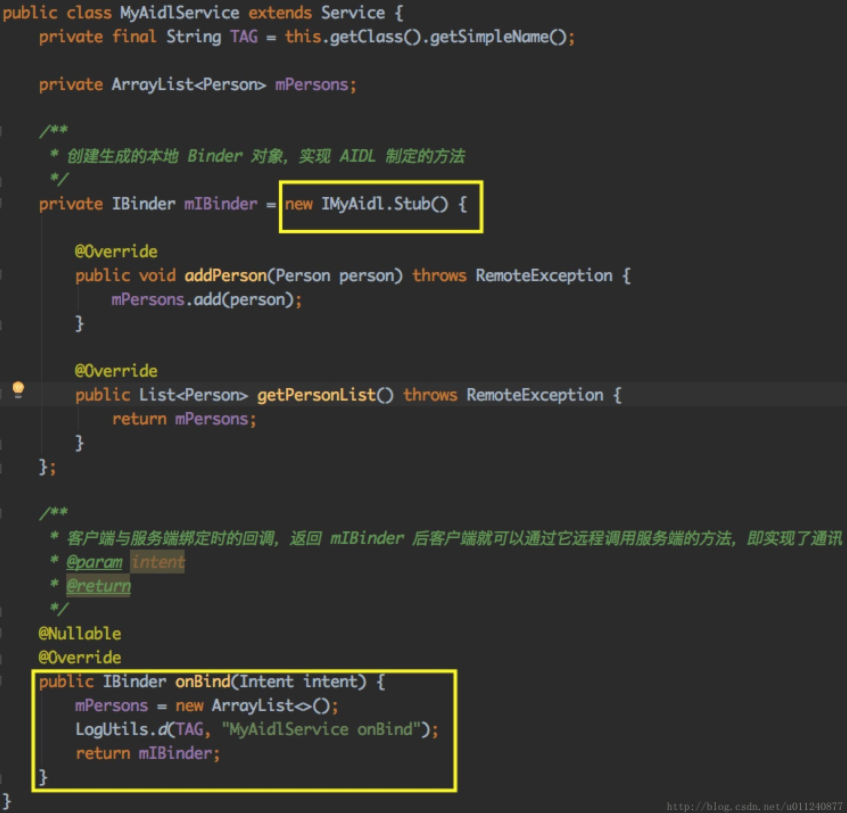 public class MyAidlService extends Service {
private final String TAG = this.getClass().getSimpleName();
private ArrayList<Person> mPersons;
/**
* 创建生成的本地 Binder 对象，实现 AIDL 制定的方法
*/
private IBinder mIBinder = new IMyAidl.Stub() {
@Override
public void addPerson(Person person) throws RemoteException {
mPersons.add(person);
}
@Override
public List<Person> getPersonList() throws RemoteException {
return mPersons;
}
};
/**
* 客户端与服务端绑定时的回调，返回 mIBinder 后客户端就可以通过它远程调用服务端的方法，即实现了通讯
* @param intent
* @return
*/
@Nullable
@Override
public IBinder onBind(Intent intent) {
mPersons = new ArrayList<>();
LogUtils.d(TAG, "MyAidlService onBind");
return mIBinder;
}
}
http://blog.csdn.net/u011240877